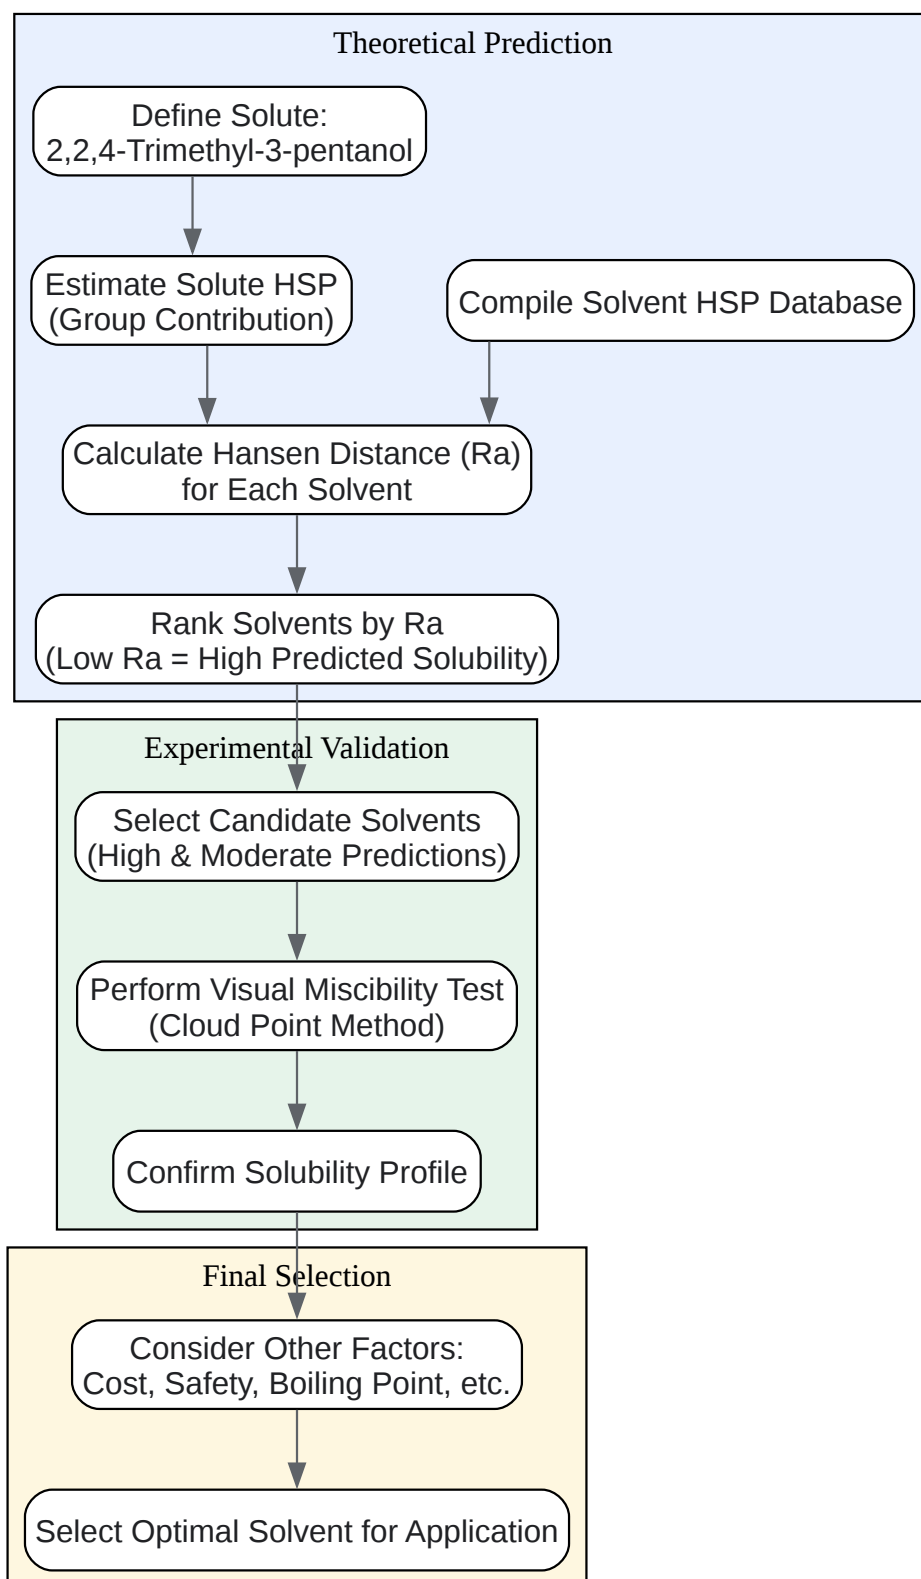 Theoretical Prediction
Define Solute:
2,2,4-Trimethyl-3-pentanol
Estimate Solute HSP
(Group Contribution)
Compile Solvent HSP Database
Calculate Hansen Distance (Ra)
for Each Solvent
Rank Solvents by Ra
(Low Ra = High Predicted Solubility)
Experimental Validation
Select Candidate Solvents
(High & Moderate Predictions)
Perform Visual Miscibility Test
(Cloud Point Method)
Confirm Solubility Profile
Final Selection
Consider Other Factors:
Cost, Safety, Boiling Point, etc.
Select Optimal Solvent for Application